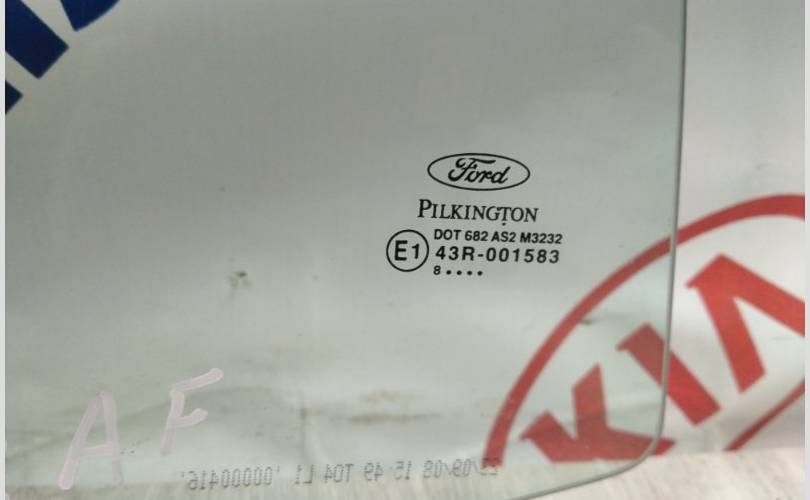 Ford
PILKINGTON
DOT 682 AS2 M3232
E1 43R-001583
8••••
KIA
AF